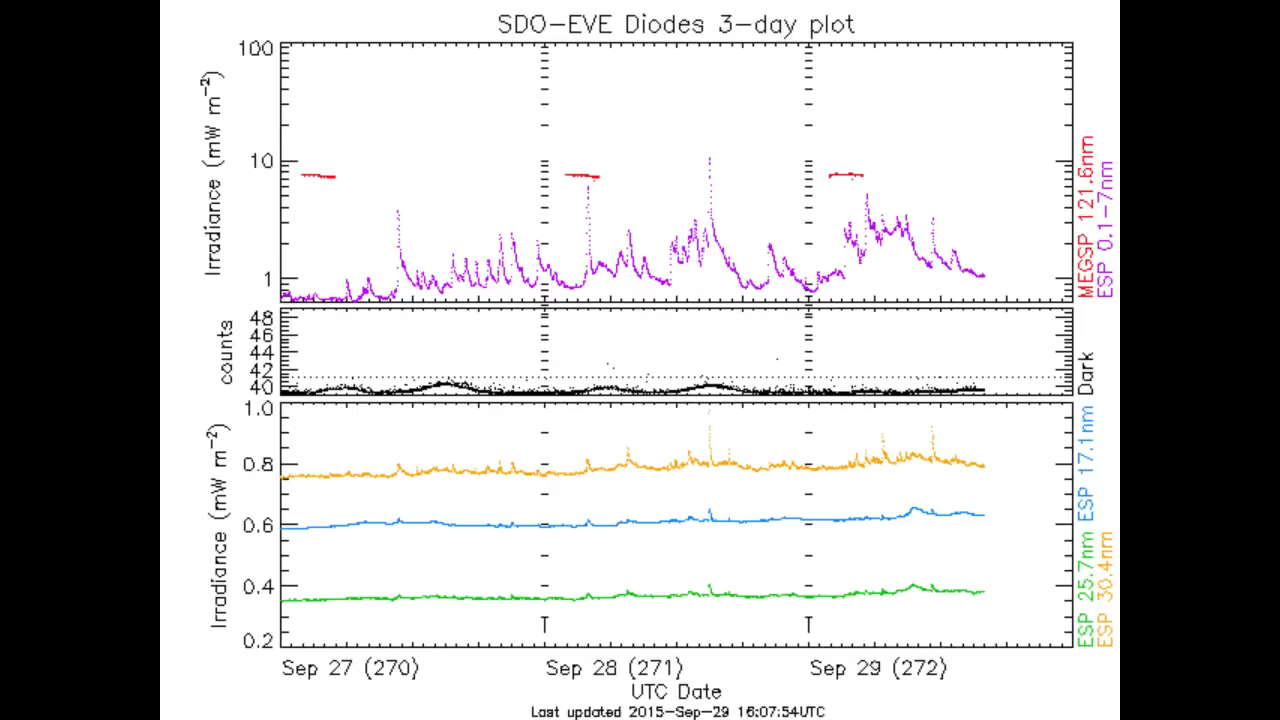 SDO-EVE Diodes 3-day plot
100
10
1
Irradiance (mW m-2)
MEGSP 121.6nm
ESP 0.1-7nm
48
46
44
42
40
counts
Dark
1.0
0.8
0.6
0.4
0.2
Irradiance (mW m-2)
ESP 25.7nm ESP 17.1nm
ESP 30.4nm
Sep 27 (270) Sep 28 (271) Sep 29 (272)
UTC Date
Last updated 2015-Sep-29 16:07:54UTC